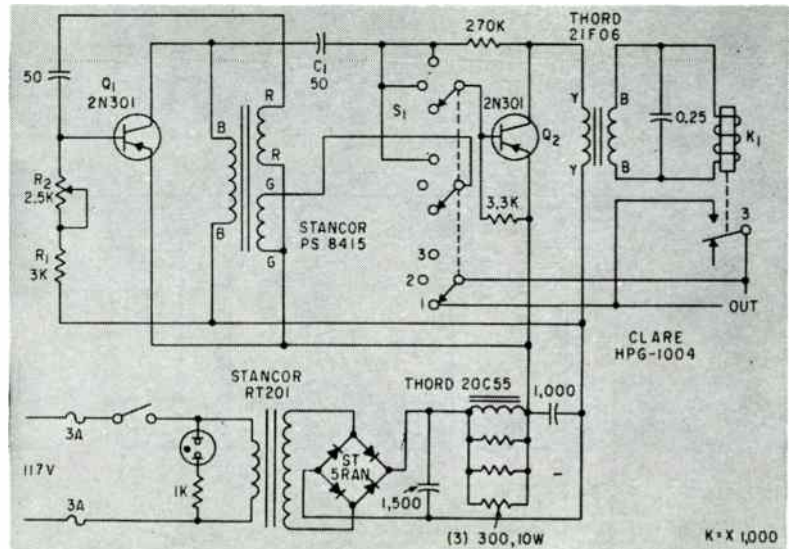 THORD
21F06
270K
50
Q1
2N301
C1
50
R
R
S1
2N301
Q2
Y
Y
B
B
0.25
K1
B
B
G
G
R2
2.5K
R1
3K
STANCOR
PS 8415
3.3K
3
2
1
3
OUT
CLARE
HPG-1004
STANCOR
RT201
THORD 20C55
1,000
3A
117V
1K
3A
ST
5RAN
1,500
–
(3) 300,10W
K=X 1,000